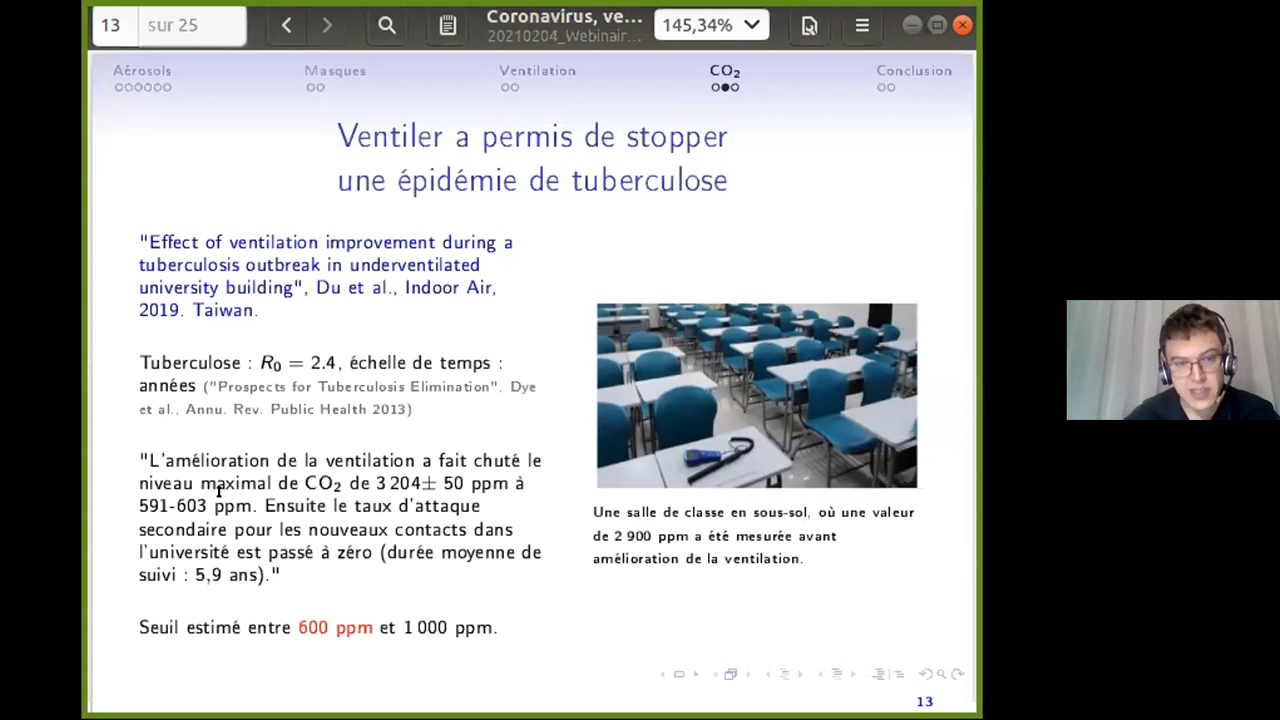 13 sur 25
Coronavirus, ve...
20210204_Webinair...
145,34%
Aérosols Masques Ventilation CO₂ Conclusion
Ventiler a permis de stopper
une épidémie de tuberculose
"Effect of ventilation improvement during a
tuberculosis outbreak in underventilated
university building", Du et al., Indoor Air,
2019. Taiwan.
Tuberculose : R₀ = 2.4, échelle de temps :
années ("Prospects for Tuberculosis Elimination". Dye
et al., Annu. Rev. Public Health 2013)
"L'amélioration de la ventilation a fait chuté le
niveau maximal de CO₂ de 3 204± 50 ppm à
591-603 ppm. Ensuite le taux d'attaque
secondaire pour les nouveaux contacts dans
l'université est passé à zéro (durée moyenne de
suivi : 5,9 ans)."
Seuil estimé entre 600 ppm et 1 000 ppm.
Une salle de classe en sous-sol, où une valeur
de 2 900 ppm a été mesurée avant
amélioration de la ventilation.
13